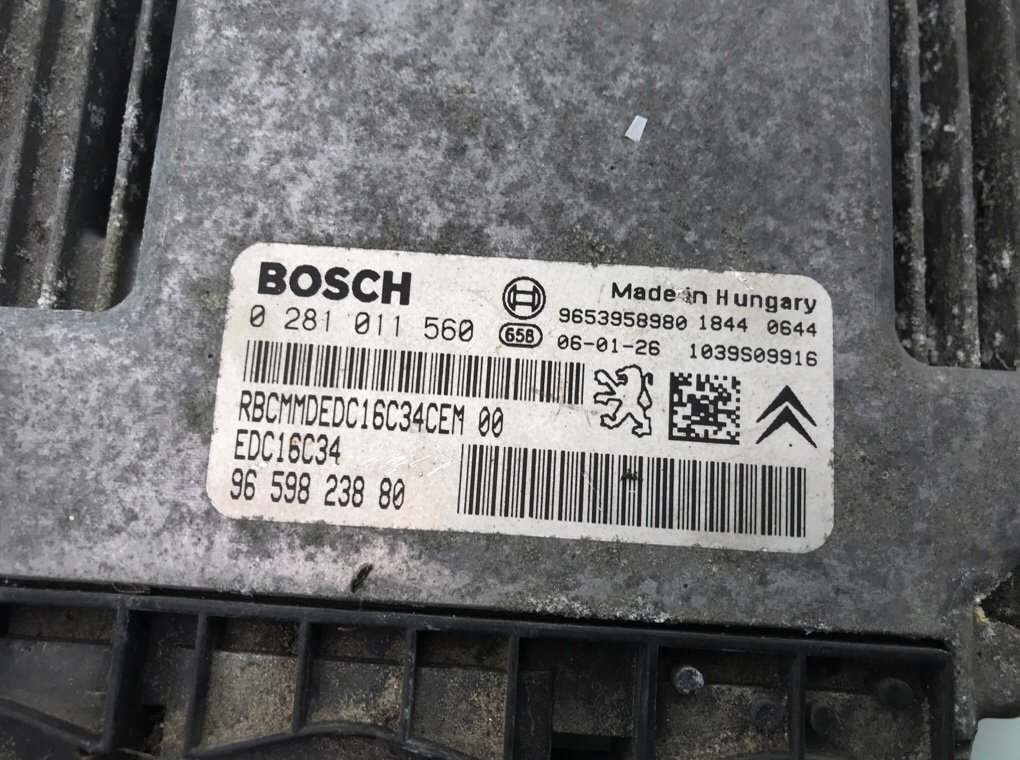 BOSCH
Made in Hungary
0 281 011 560
9653958980 1844 0644
658 06-01-26 1039S09916
RBCMMDEDC16C34CEM 00
EDC16C34
96 598 238 80